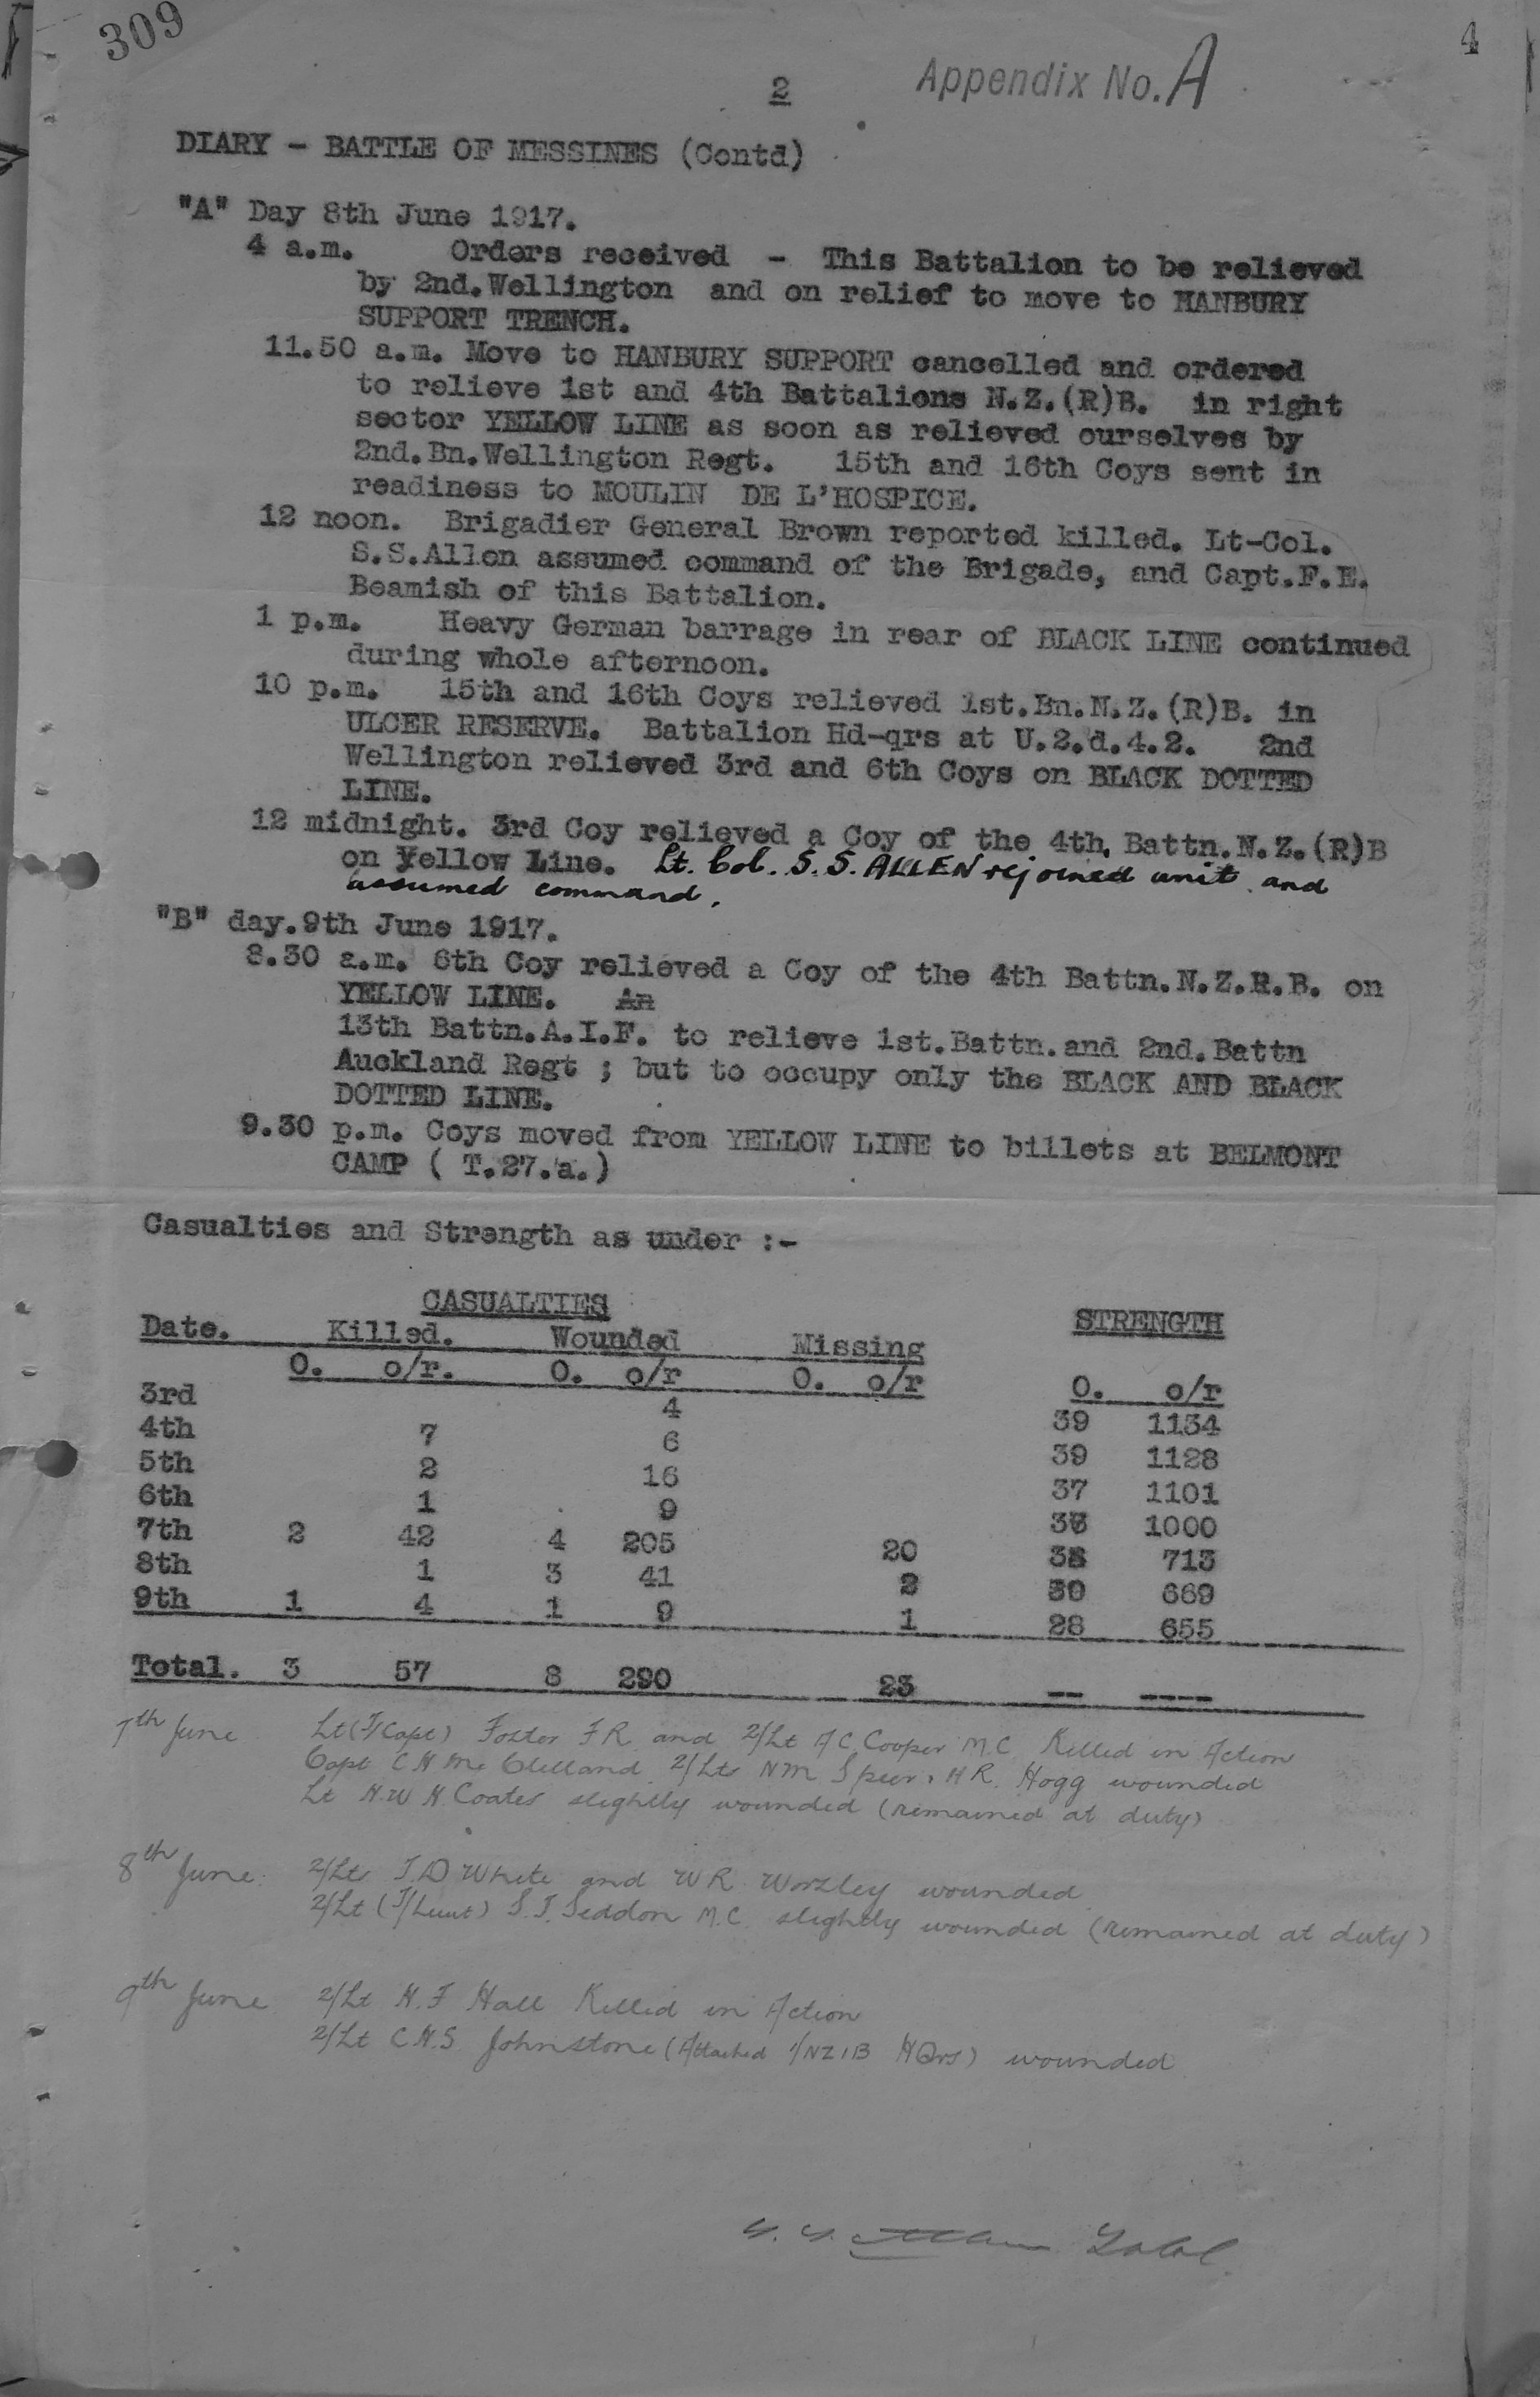 309
4
2
Appendix No. A
DIARY - BATTLE OF MESSINES (Contd)
"A" Day 8th June 1917.
4 a.m. Orders received - This Battalion to be relieved
by 2nd.Wellington and on relief to move to HANBURY
SUPPORT TRENCH.
11.50 a.m. Move to HANBURY SUPPORT cancelled and ordered
to relieve 1st and 4th Battalions N.Z.(R)B. in right
sector YELLOW LINE as soon as relieved ourselves by
2nd.Bn.Wellington Regt. 15th and 16th Coys sent in
readiness to MOULIN DE L'HOSPICE.
12 noon. Brigadier General Brown reported killed. Lt-Col.
S.S.Allen assumed command of the Brigade, and Capt.F.E.
Beamish of this Battalion.
1 p.m. Heavy German barrage in rear of BLACK LINE continued
during whole afternoon.
10 p.m. 15th and 16th Coys relieved 1st.Bn.N.Z.(R)B. in
ULCER RESERVE. Battalion Hd-qrs at U.2.d.4.2. 2nd
Wellington relieved 3rd and 6th Coys on BLACK DOTTED
LINE.
12 midnight. 3rd Coy relieved a Coy of the 4th. Battn.N.Z.(R)B
on Yellow Line. Lt. Col. S. S. ALLEN rejoined unit and
assumed command.
"B" day.9th June 1917.
8.30 a.m. 6th Coy relieved a Coy of the 4th Battn.N.Z.R.B. on
YELLOW LINE. An
13th Battn.A.I.F. to relieve 1st.Battn.and 2nd.Battn
Auckland Regt ; but to occupy only the BLACK AND BLACK
DOTTED LINE.
9.30 p.m. Coys moved from YELLOW LINE to billets at BELMONT
CAMP ( T.27.a.)
Casualties and Strength as under :-
CASUALTIES STRENGTH
Date. Killed. Wounded Missing
O. o/r. O. o/r O. o/r O. o/r
3rd 4 39 1134
4th 7 6 39 1128
5th 2 16 37 1101
6th 1 9 1000
7th 2 42 4 205 20 713
8th 1 3 41 2 30 669
9th 1 4 1 9 1 28 655
Total. 3 57 8 290 23 -- ----
7th June Lt (T/Capt) Foster F R and 2/Lt A C Cooper M.C. Killed in Action
Capt C H Mc Clelland 2/Lts N M Speer, H R. Hogg wounded
Lt H W H Coates slightly wounded (remained at duty)
8th June. 2/Lts T.D White and W R Worsley wounded
2/Lt (T/Lieut) S.T. Seddon M.C. slightly wounded (remained at duty)
9th June 2/Lt H. F Hall Killed in Action
2/Lt C.H.S. Johnstone (Attached 1/NZIB HQrs) wounded
S. S. Allen Lt Col.